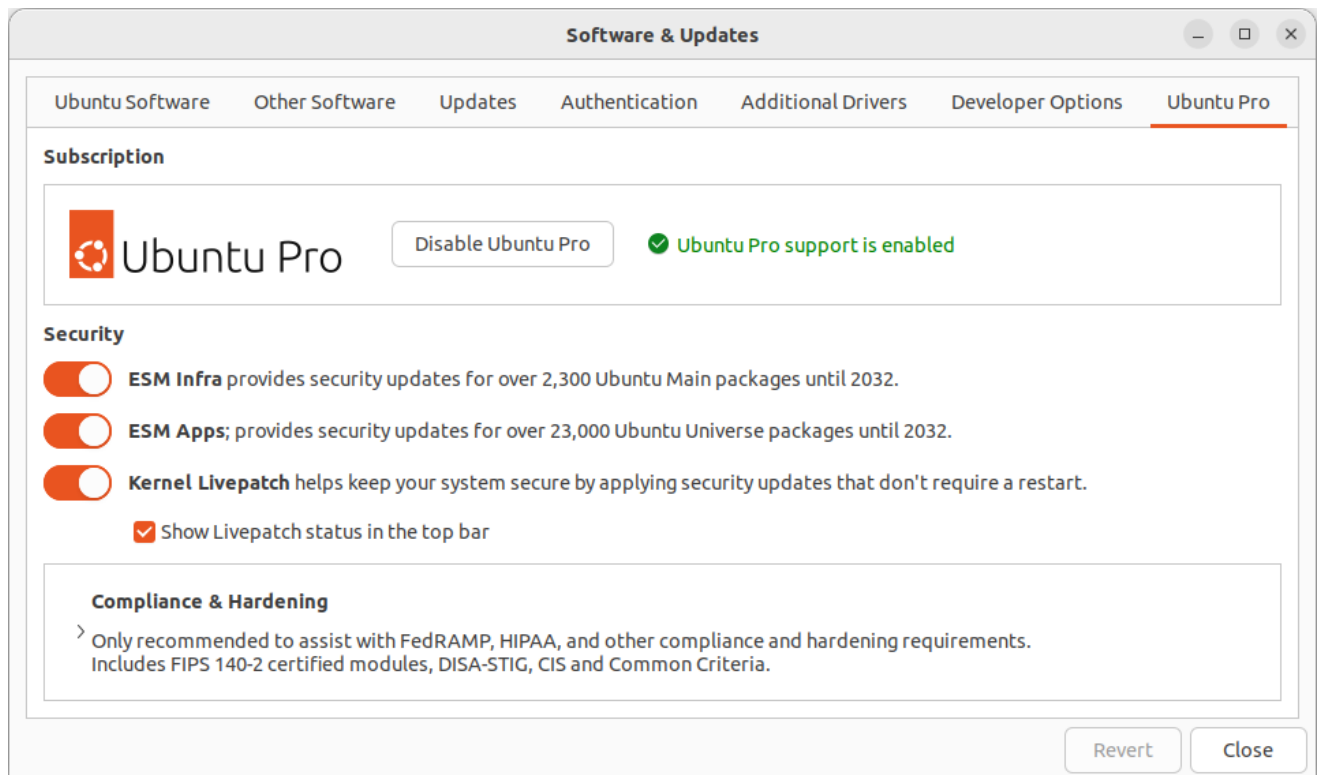 Software & Updates
Ubuntu Software Other Software Updates Authentication Additional Drivers Developer Options Ubuntu Pro
Subscription
Ubuntu Pro Disable Ubuntu Pro Ubuntu Pro support is enabled
Security
ESM Infra provides security updates for over 2,300 Ubuntu Main packages until 2032.
ESM Apps; provides security updates for over 23,000 Ubuntu Universe packages until 2032.
Kernel Livepatch helps keep your system secure by applying security updates that don't require a restart.
Show Livepatch status in the top bar
Compliance & Hardening
Only recommended to assist with FedRAMP, HIPAA, and other compliance and hardening requirements.
Includes FIPS 140-2 certified modules, DISA-STIG, CIS and Common Criteria.
Revert Close